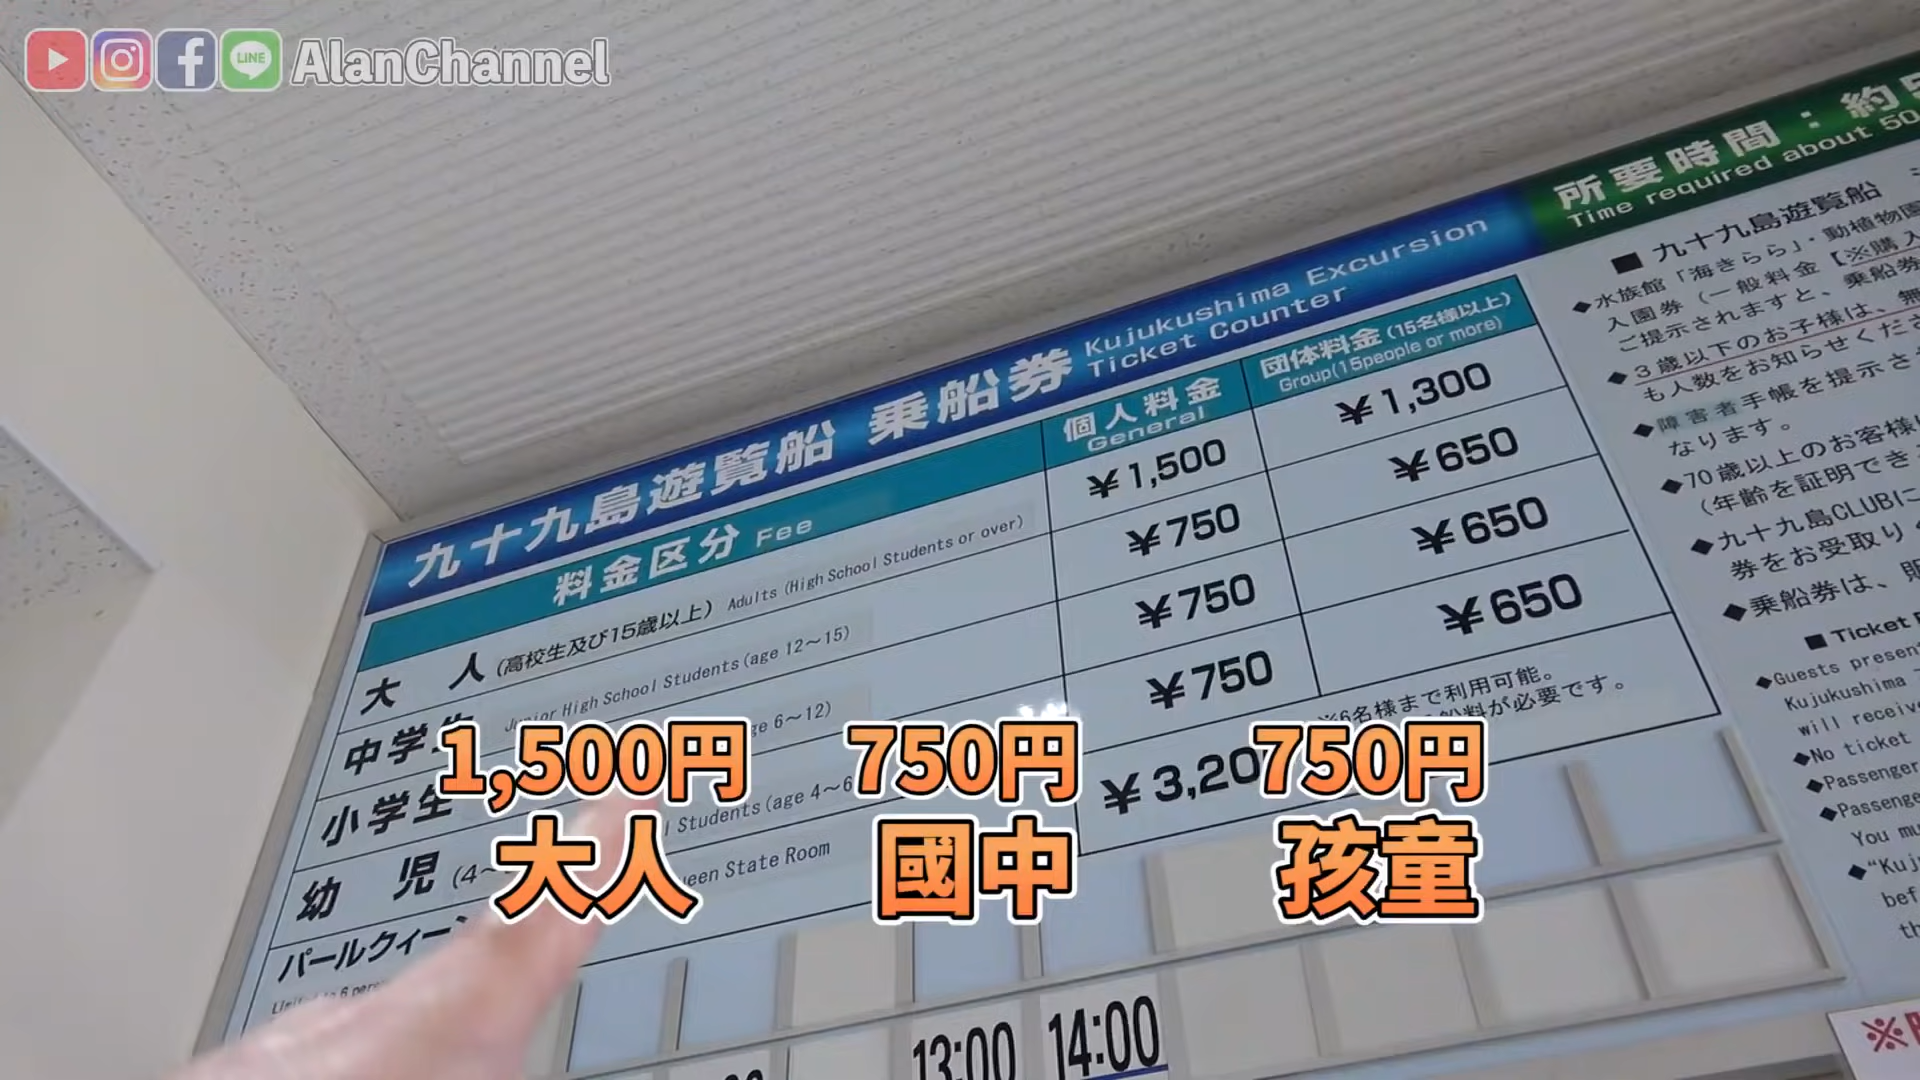 LINE
AlanChannel
所要時間：約5
Time required about 50
九十九島遊覧船 乗船券
Kujukushima Excursion
Ticket Counter
料金区分 Fee
個人料金
General
団体料金(15名様以上)
Group(15people or more)
大 人 (高校生及び15歳以上) Adults (High School Students or over)
¥1,500
¥1,300
中学生 Junior High School Students (age 12～15)
¥750
¥650
小学生
age 6～12)
¥750
¥650
幼 児 (4～
Students (age 4～6
¥750
¥650
パールクィーン
Queen State Room
¥3,20
※6名様まで利用可能。
船料が必要です。
13:00 14:00
■ 九十九島遊覧船
◆水族館「海きらら」・動植物園
入園券（一般料金【※購入
ご提示されますと、乗船券
◆3歳以下のお子様は、無
も人数をお知らせくださ
◆障害者手帳を提示さ
なります。
◆70歳以上のお客様
（年齢を証明でき
◆九十九島CLUBに
券をお受取り
◆乗船券は、
■Ticket
◆Guests presen
Kujukushima
will receive
◆No ticket
◆Passenger
◆Passenge
You mu
◆"Kuj
bef
th
1,500円 750円 750円
大人 國中 孩童